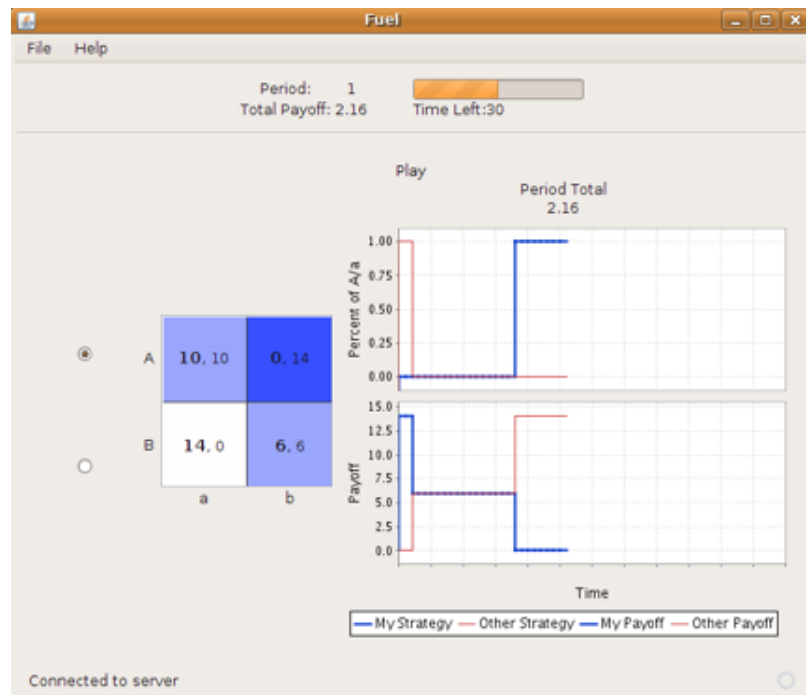 Fuel
File Help
Period: 1
Total Payoff: 2.16
Time Left:30
Play
Period Total
2.16
Percent of A/a
1.00
0.75
0.50
0.25
0.00
A
10, 10
0, 14
B
14, 0
6, 6
a
b
Payoff
15.0
12.5
10.0
7.5
5.0
2.5
0.0
Time
My Strategy Other Strategy My Payoff Other Payoff
Connected to server